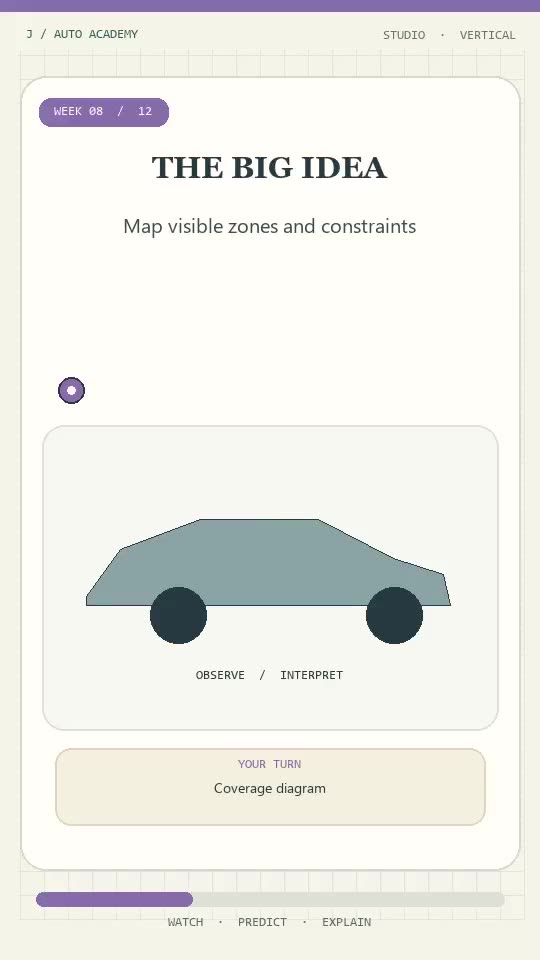 J / AUTO ACADEMY
STUDIO · VERTICAL
WEEK 08 / 12
THE BIG IDEA
Map visible zones and constraints
OBSERVE / INTERPRET
YOUR TURN
Coverage diagram
WATCH · PREDICT · EXPLAIN